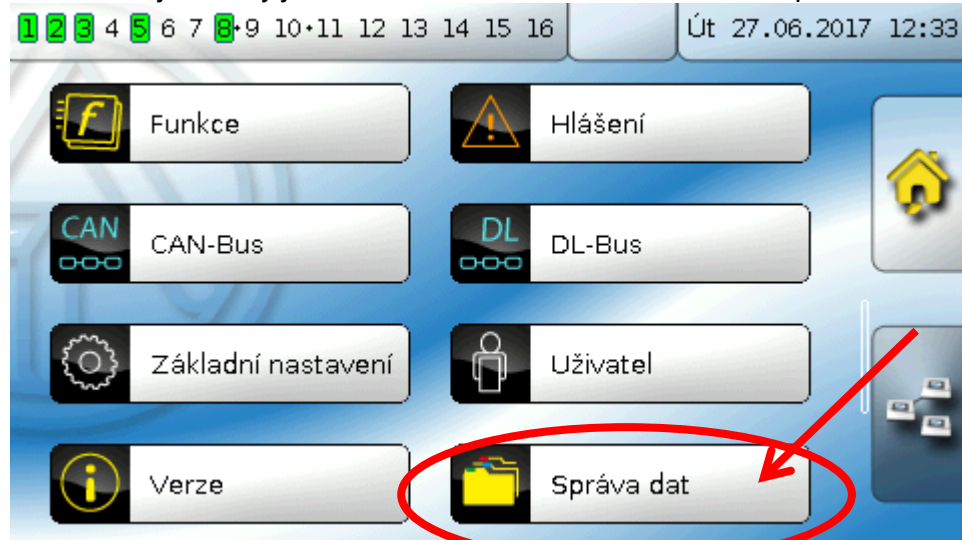 1 2 3 4 5 6 7 8+9 10+11 12 13 14 15 16 Út 27.06.2017 12:33
Funkce Hlášení
CAN CAN-Bus DL DL-Bus
Základní nastavení Uživatel
Verze Správa dat